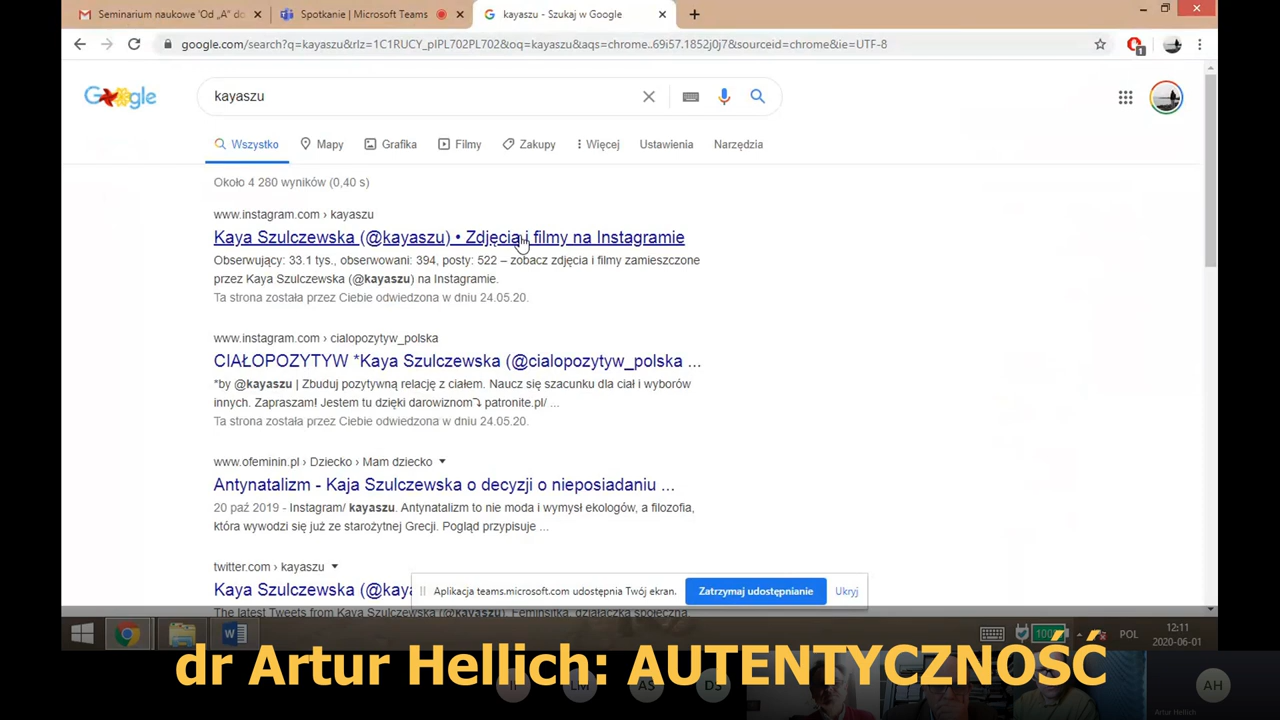 Seminarium naukowe 'Od „A” do
Spotkanie | Microsoft Teams
kayaszu - Szukaj w Google
google.com/search?q=kayaszu&rlz=1C1RUCY_plPL702PL702&oq=kayaszu&aqs=chrome..69i57.1852j0j7&sourceid=chrome&ie=UTF-8
1
Google
kayaszu
Wszystko
Mapy
Grafika
Filmy
Zakupy
Więcej
Ustawienia
Narzędzia
Około 4 280 wyników (0,40 s)
www.instagram.com › kayaszu
Kaya Szulczewska (@kayaszu) • Zdjęcia i filmy na Instagramie
Obserwujący: 33.1 tys., obserwowani: 394, posty: 522 – zobacz zdjęcia i filmy zamieszczone
przez Kaya Szulczewska (@kayaszu) na Instagramie.
Ta strona została przez Ciebie odwiedzona w dniu 24.05.20.
www.instagram.com › cialopozytyw_polska
CIAŁOPOZYTYW *Kaya Szulczewska (@cialopozytyw_polska ...
*by @kayaszu | Zbuduj pozytywną relację z ciałem. Naucz się szacunku dla ciał i wyborów
innych. Zapraszam! Jestem tu dzięki darowiznom⤵ patronite.pl/ ...
Ta strona została przez Ciebie odwiedzona w dniu 24.05.20.
www.ofeminin.pl › Dziecko › Mam dziecko
Antynatalizm - Kaja Szulczewska o decyzji o nieposiadaniu ...
20 paź 2019 - Instagram/ kayaszu. Antynatalizm to nie moda i wymysł ekologów, a filozofia,
która wywodzi się już ze starożytnej Grecji. Pogląd przypisuje ...
twitter.com › kayaszu
Kaya Szulczewska (@kaya
The latest Tweets from Kaya Szulczewska (@kayaszu). Feminsitka, działaczka społeczna,
Aplikacja teams.microsoft.com udostępnia Twój ekran.
Zatrzymaj udostępnianie
Ukryj
100%
POL
12:11
2020-06-01
dr Artur Hellich: AUTENTYCZNOŚĆ
LM
AS
DS
AH
Artur Hellich